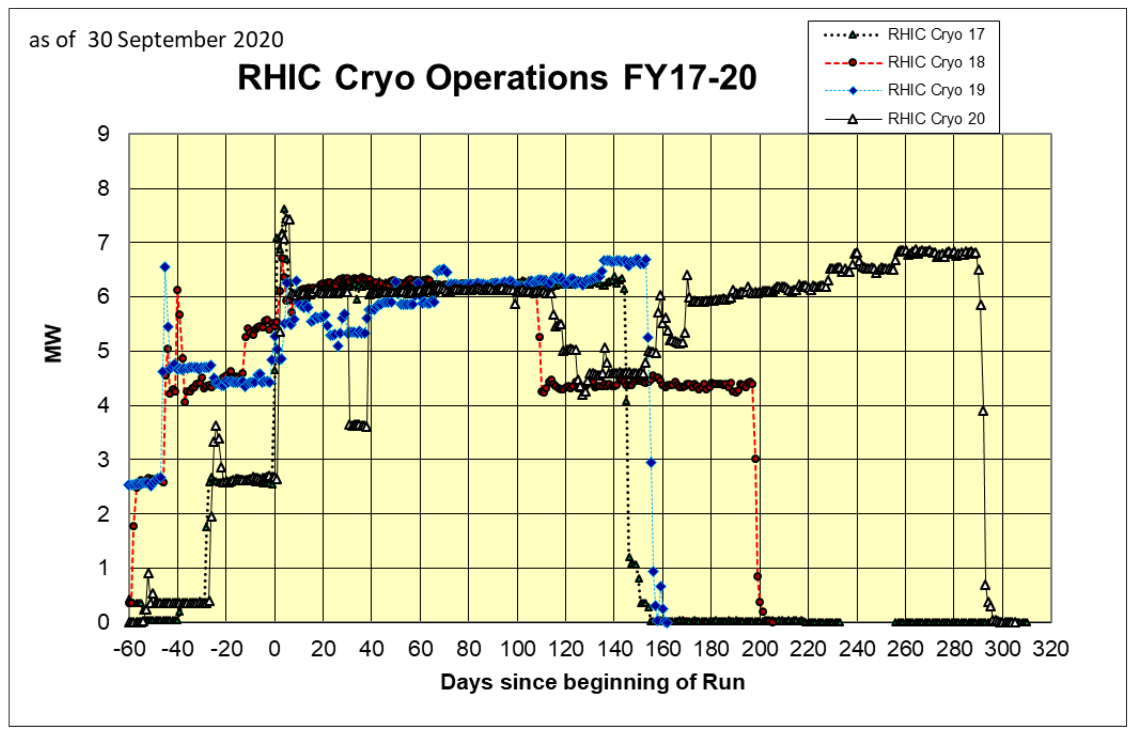 as of 30 September 2020
RHIC Cryo Operations FY17-20
RHIC Cryo 17
RHIC Cryo 18
RHIC Cryo 19
RHIC Cryo 20
9
8
7
6
5
4
3
2
1
0
MW
-60 -40 -20 0 20 40 60 80 100 120 140 160 180 200 220 240 260 280 300 320
Days since beginning of Run